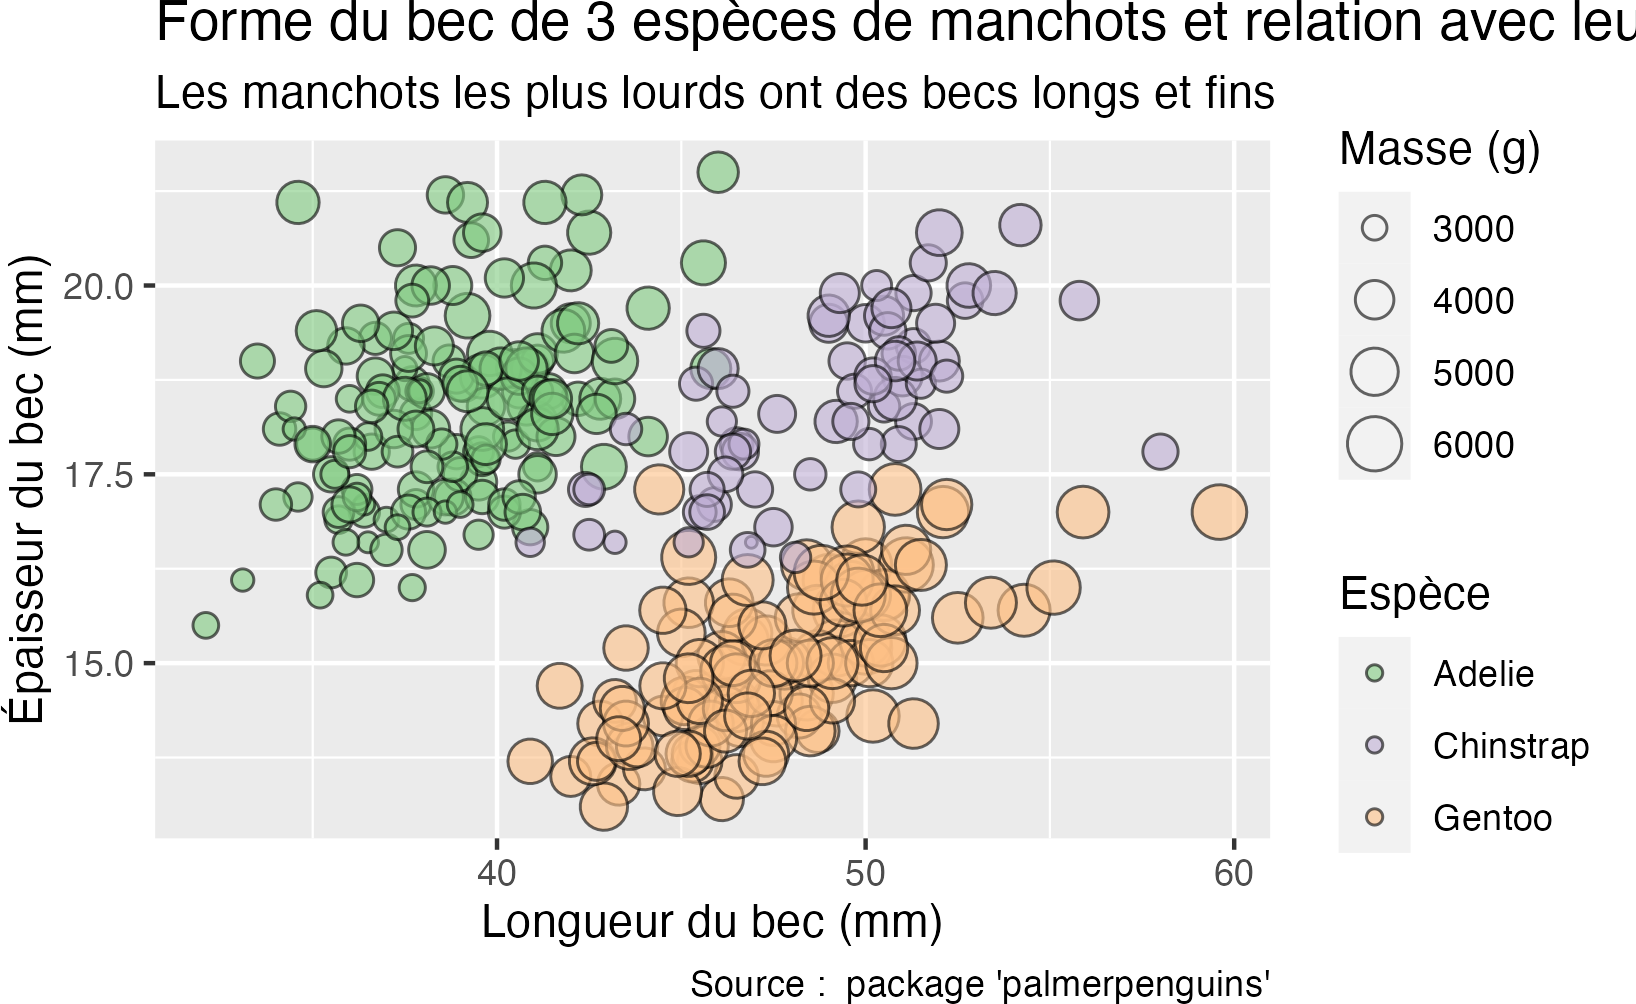 Forme du bec de 3 espèces de manchots et relation avec leu
Les manchots les plus lourds ont des becs longs et fins
Masse (g)
3000
4000
5000
6000
Espèce
Adelie
Chinstrap
Gentoo
Épaisseur du bec (mm)
20.0
17.5
15.0
40 50 60
Longueur du bec (mm)
Source : package 'palmerpenguins'